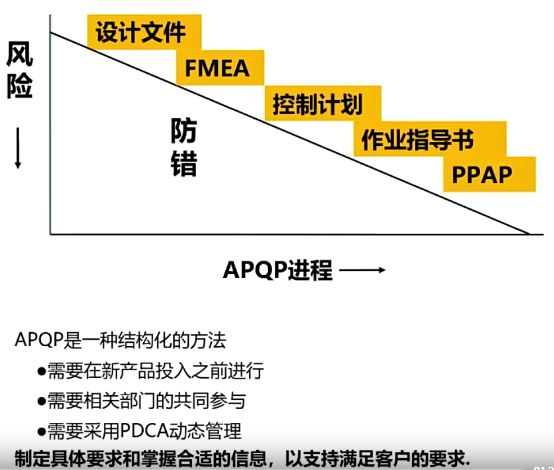 风险
设计文件
FMEA
控制计划
作业指导书
PPAP
防错
APQP进程
APQP是一种结构化的方法
●需要在新产品投入之前进行
●需要相关部门的共同参与
●需要采用PDCA动态管理
制定具体要求和掌握合适的信息，以支持满足客户的要求.